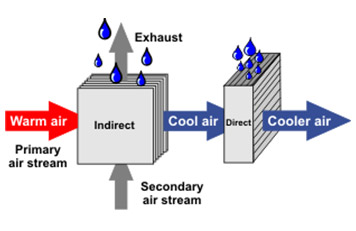 Exhaust
Warm air
Indirect
Cool air
Direct
Cooler air
Primary
air stream
Secondary
air stream